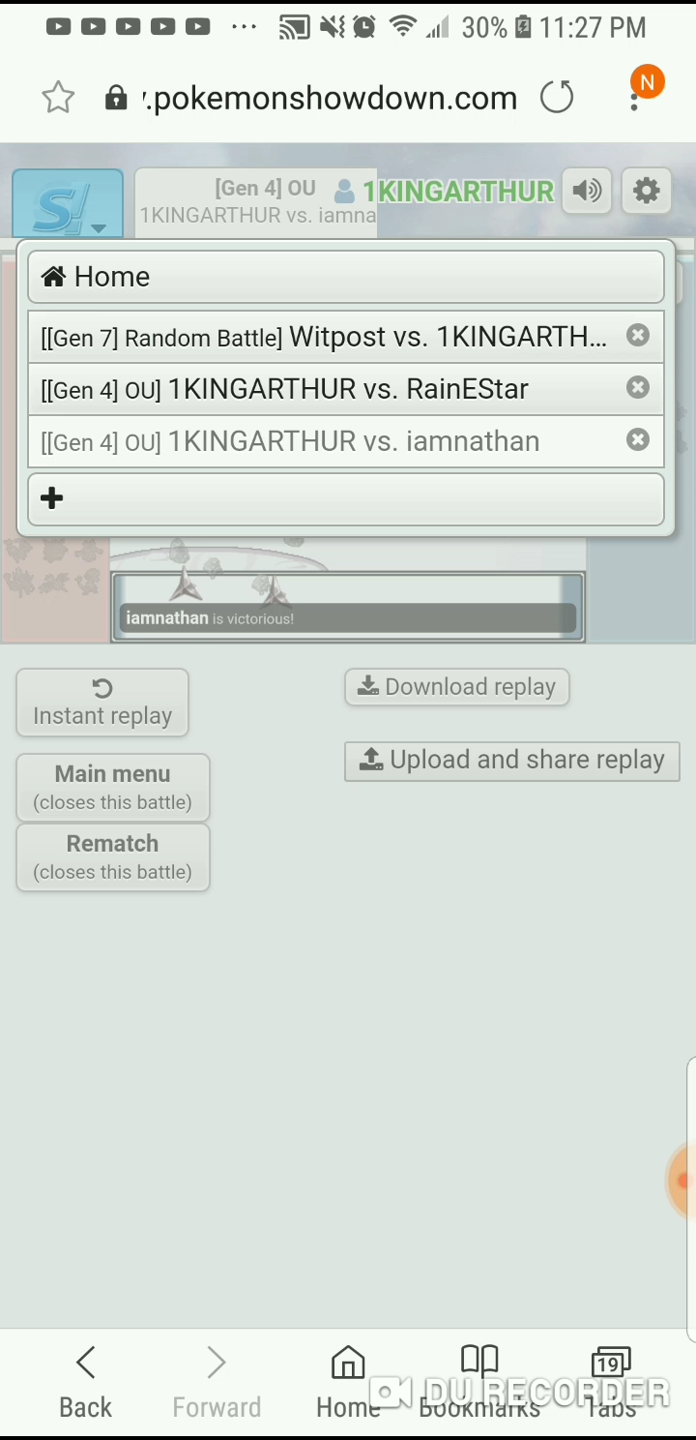 30% 11:27 PM
.pokemonshowdown.com
N
S!
[Gen 4] OU
1KINGARTHUR vs. iamna
1KINGARTHUR
Home
[[Gen 7] Random Battle] Witpost vs. 1KINGARTH...
[[Gen 4] OU] 1KINGARTHUR vs. RainEStar
[[Gen 4] OU] 1KINGARTHUR vs. iamnathan
iamnathan is victorious!
Instant replay
Download replay
Upload and share replay
Main menu
(closes this battle)
Rematch
(closes this battle)
19
Back
Forward
Home
Bookmarks
Tabs
DU RECORDER